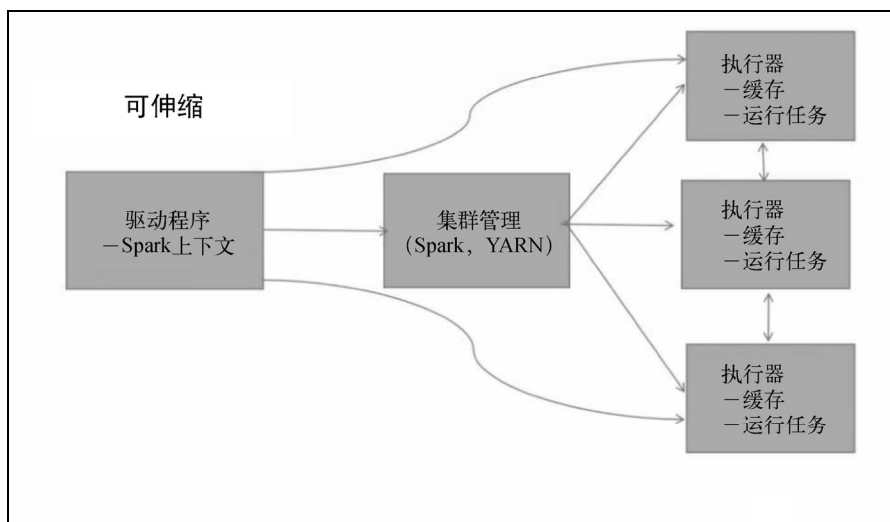 可伸缩
驱动程序
－Spark上下文
集群管理
（Spark，YARN）
执行器
－缓存
－运行任务
执行器
－缓存
－运行任务
执行器
－缓存
－运行任务